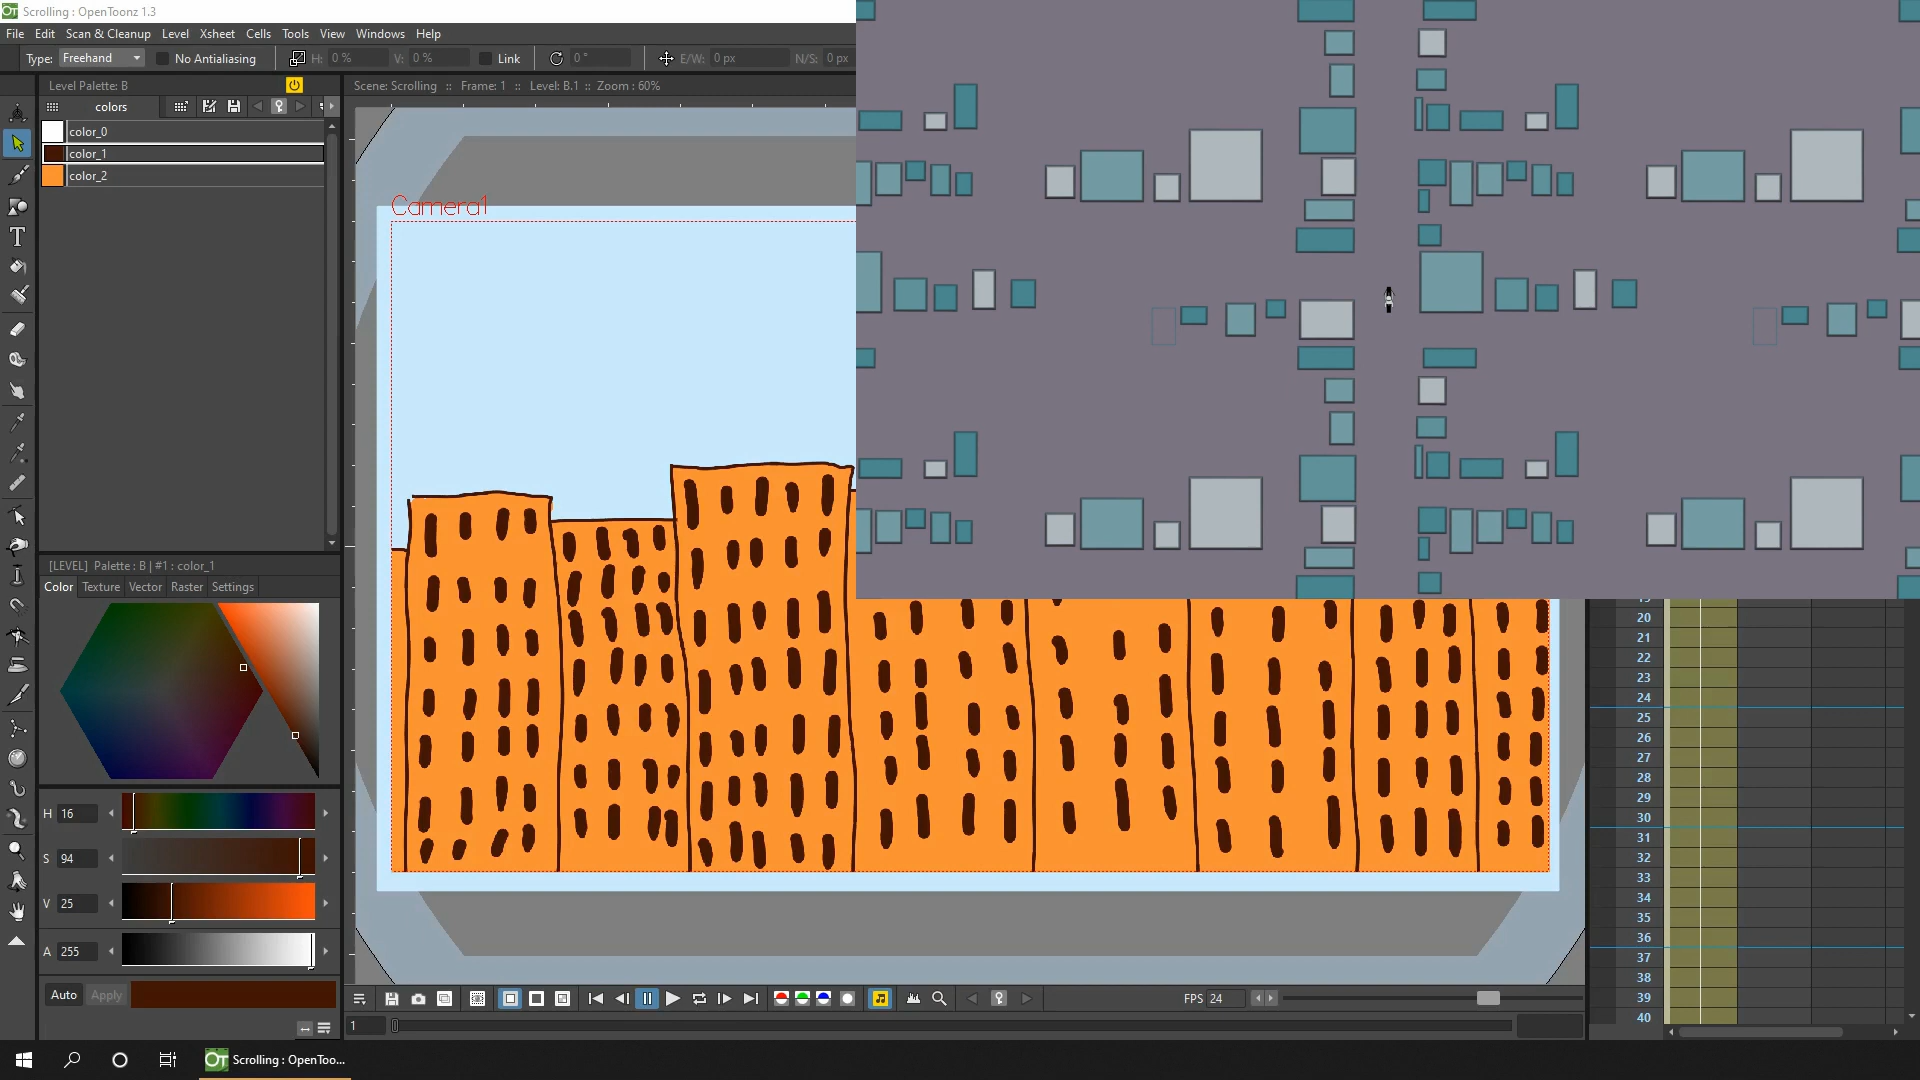 Scrolling : OpenToonz 1.3
File Edit Scan & Cleanup Level Xsheet Cells Tools View Windows Help
Type: Freehand No Antialiasing H: 0 % V: 0 % Link 0 ° E/W: 0 px N/S: 0 px
Level Palette: B
Scene: Scrolling :: Frame: 1 :: Level: B.1 :: Zoom : 60%
colors
color_0
color_1
color_2
Camera1
[LEVEL] Palette : B | #1 : color_1
Color Texture Vector Raster Settings
H 16
S 94
V 25
A 255
Auto Apply
20
21
22
23
24
25
26
27
28
29
30
31
32
33
34
35
36
37
38
39
40
FPS 24
1
Scrolling : OpenToo...